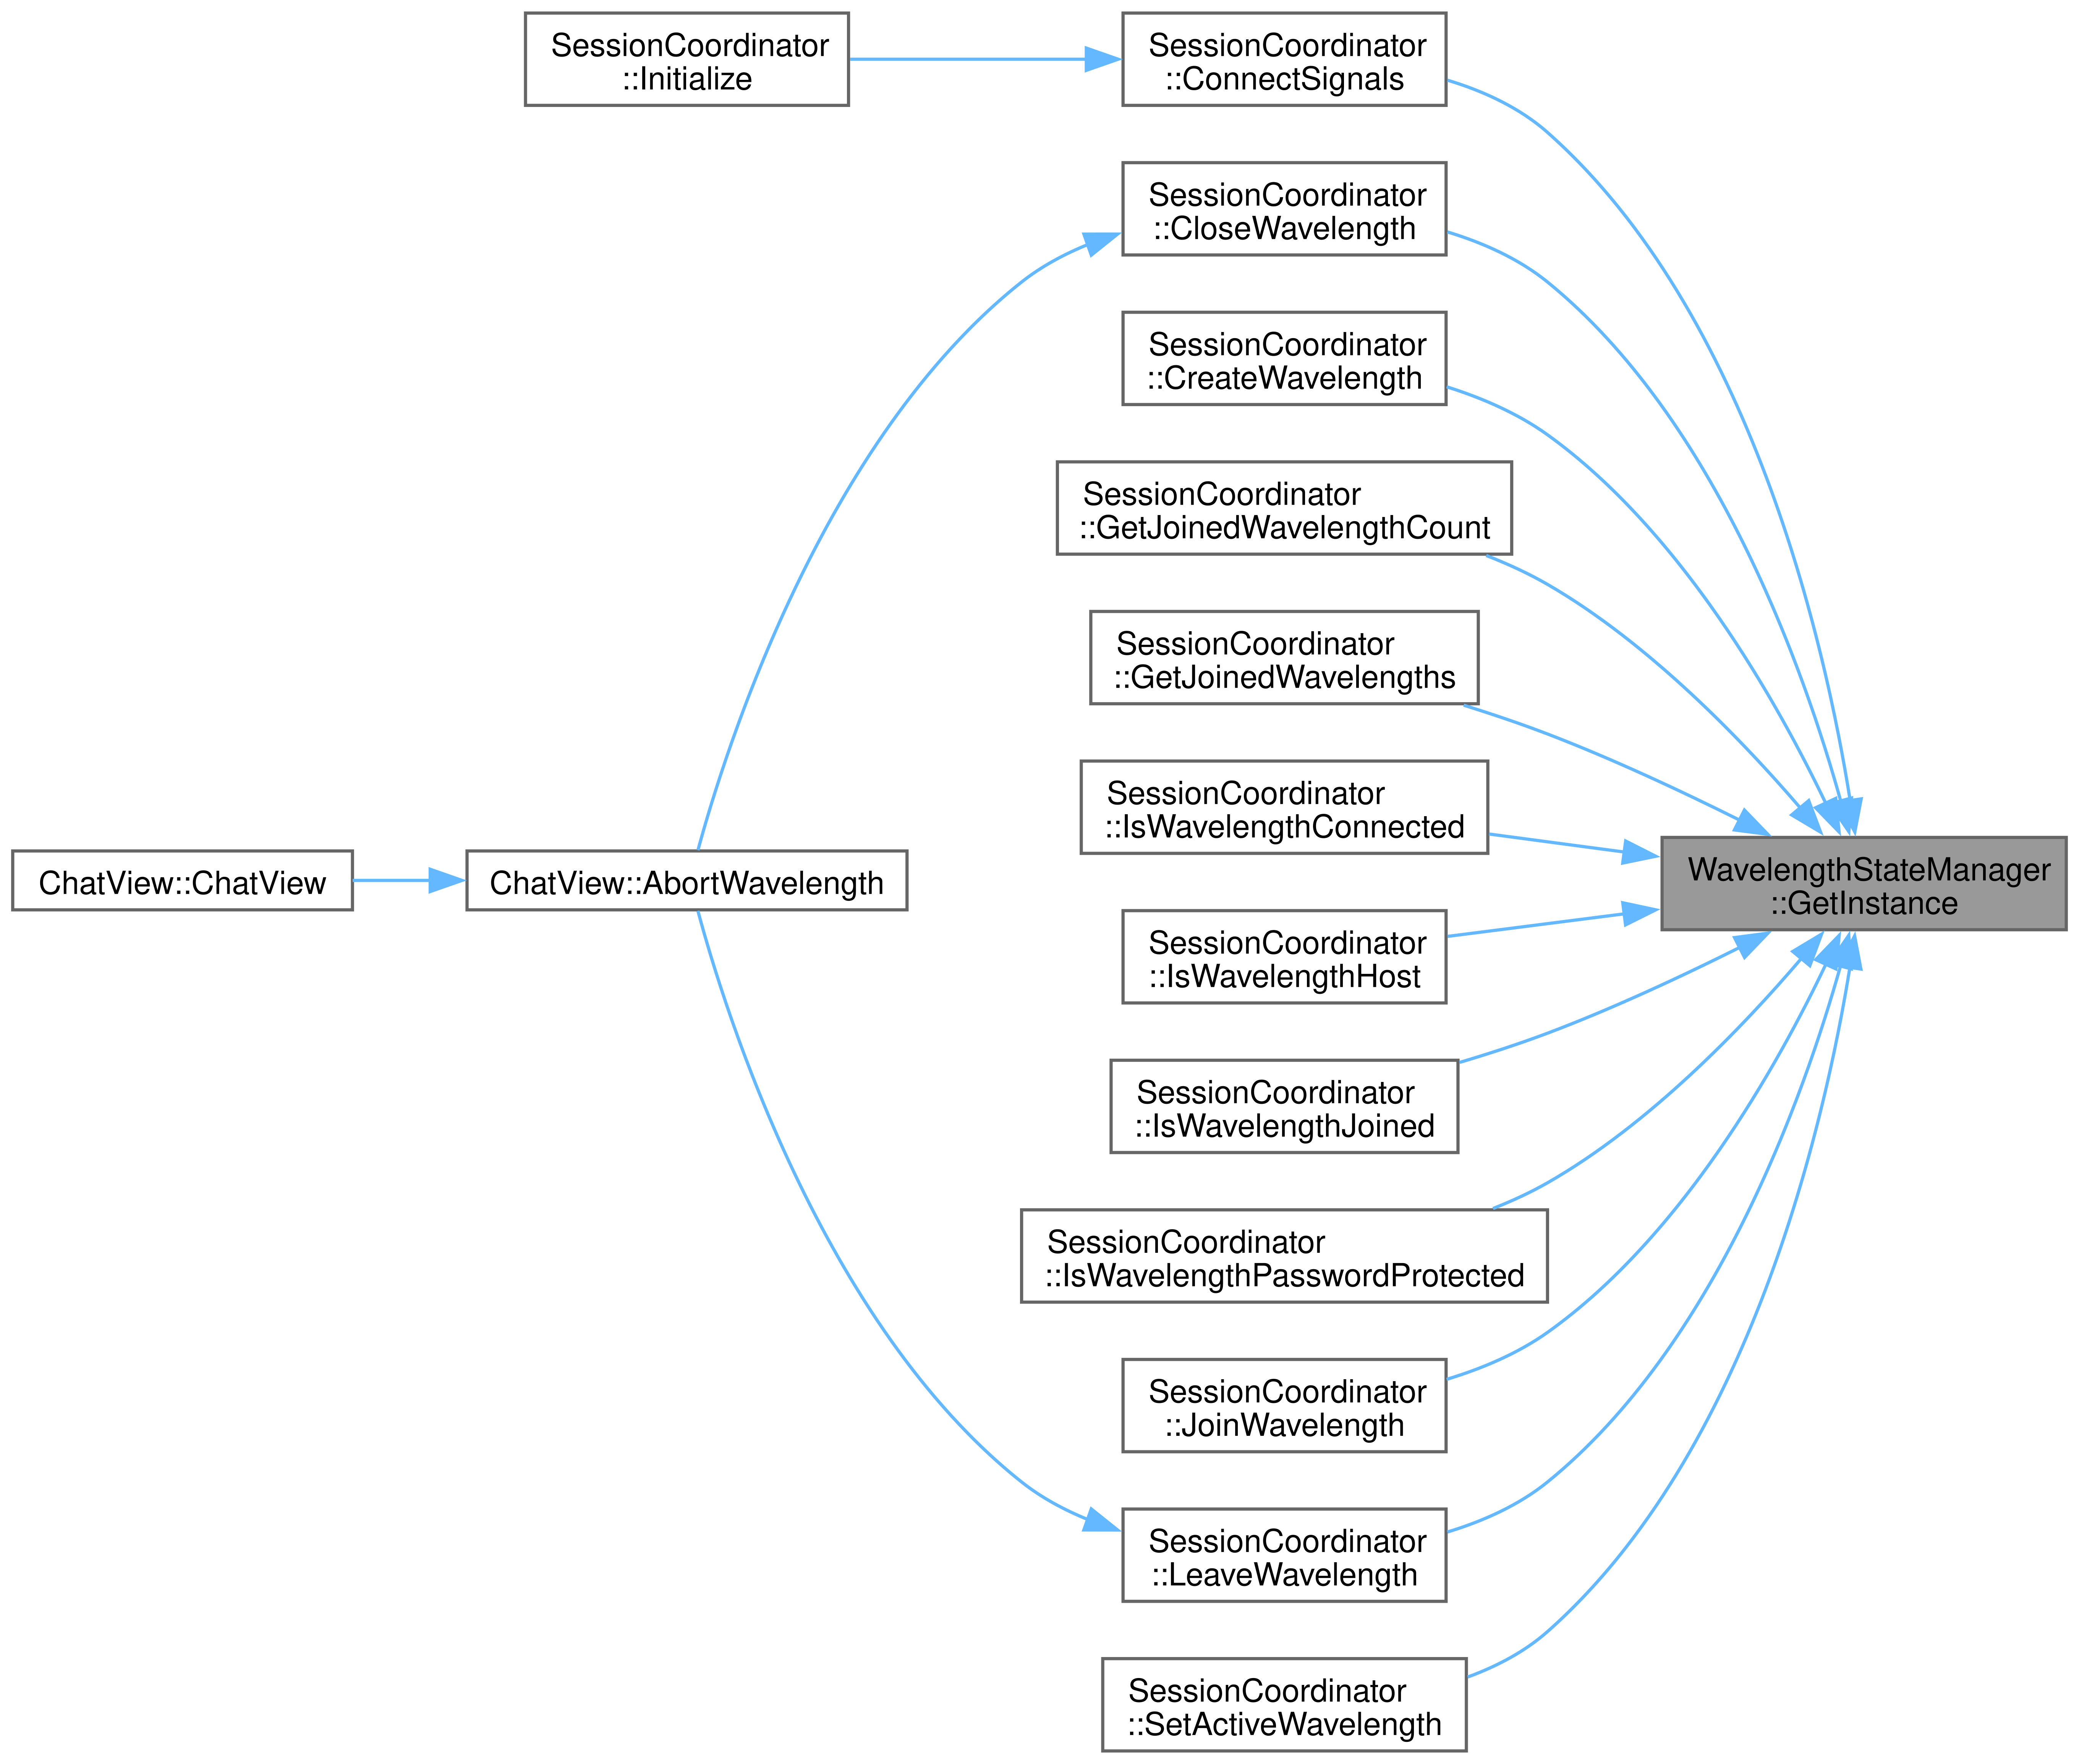 SessionCoordinator
::Initialize
SessionCoordinator
::ConnectSignals
SessionCoordinator
::CloseWavelength
SessionCoordinator
::CreateWavelength
SessionCoordinator
::GetJoinedWavelengthCount
SessionCoordinator
::GetJoinedWavelengths
SessionCoordinator
::IsWavelengthConnected
ChatView::ChatView
ChatView::AbortWavelength
WavelengthStateManager
::GetInstance
SessionCoordinator
::IsWavelengthHost
SessionCoordinator
::IsWavelengthJoined
SessionCoordinator
::IsWavelengthPasswordProtected
SessionCoordinator
::JoinWavelength
SessionCoordinator
::LeaveWavelength
SessionCoordinator
::SetActiveWavelength